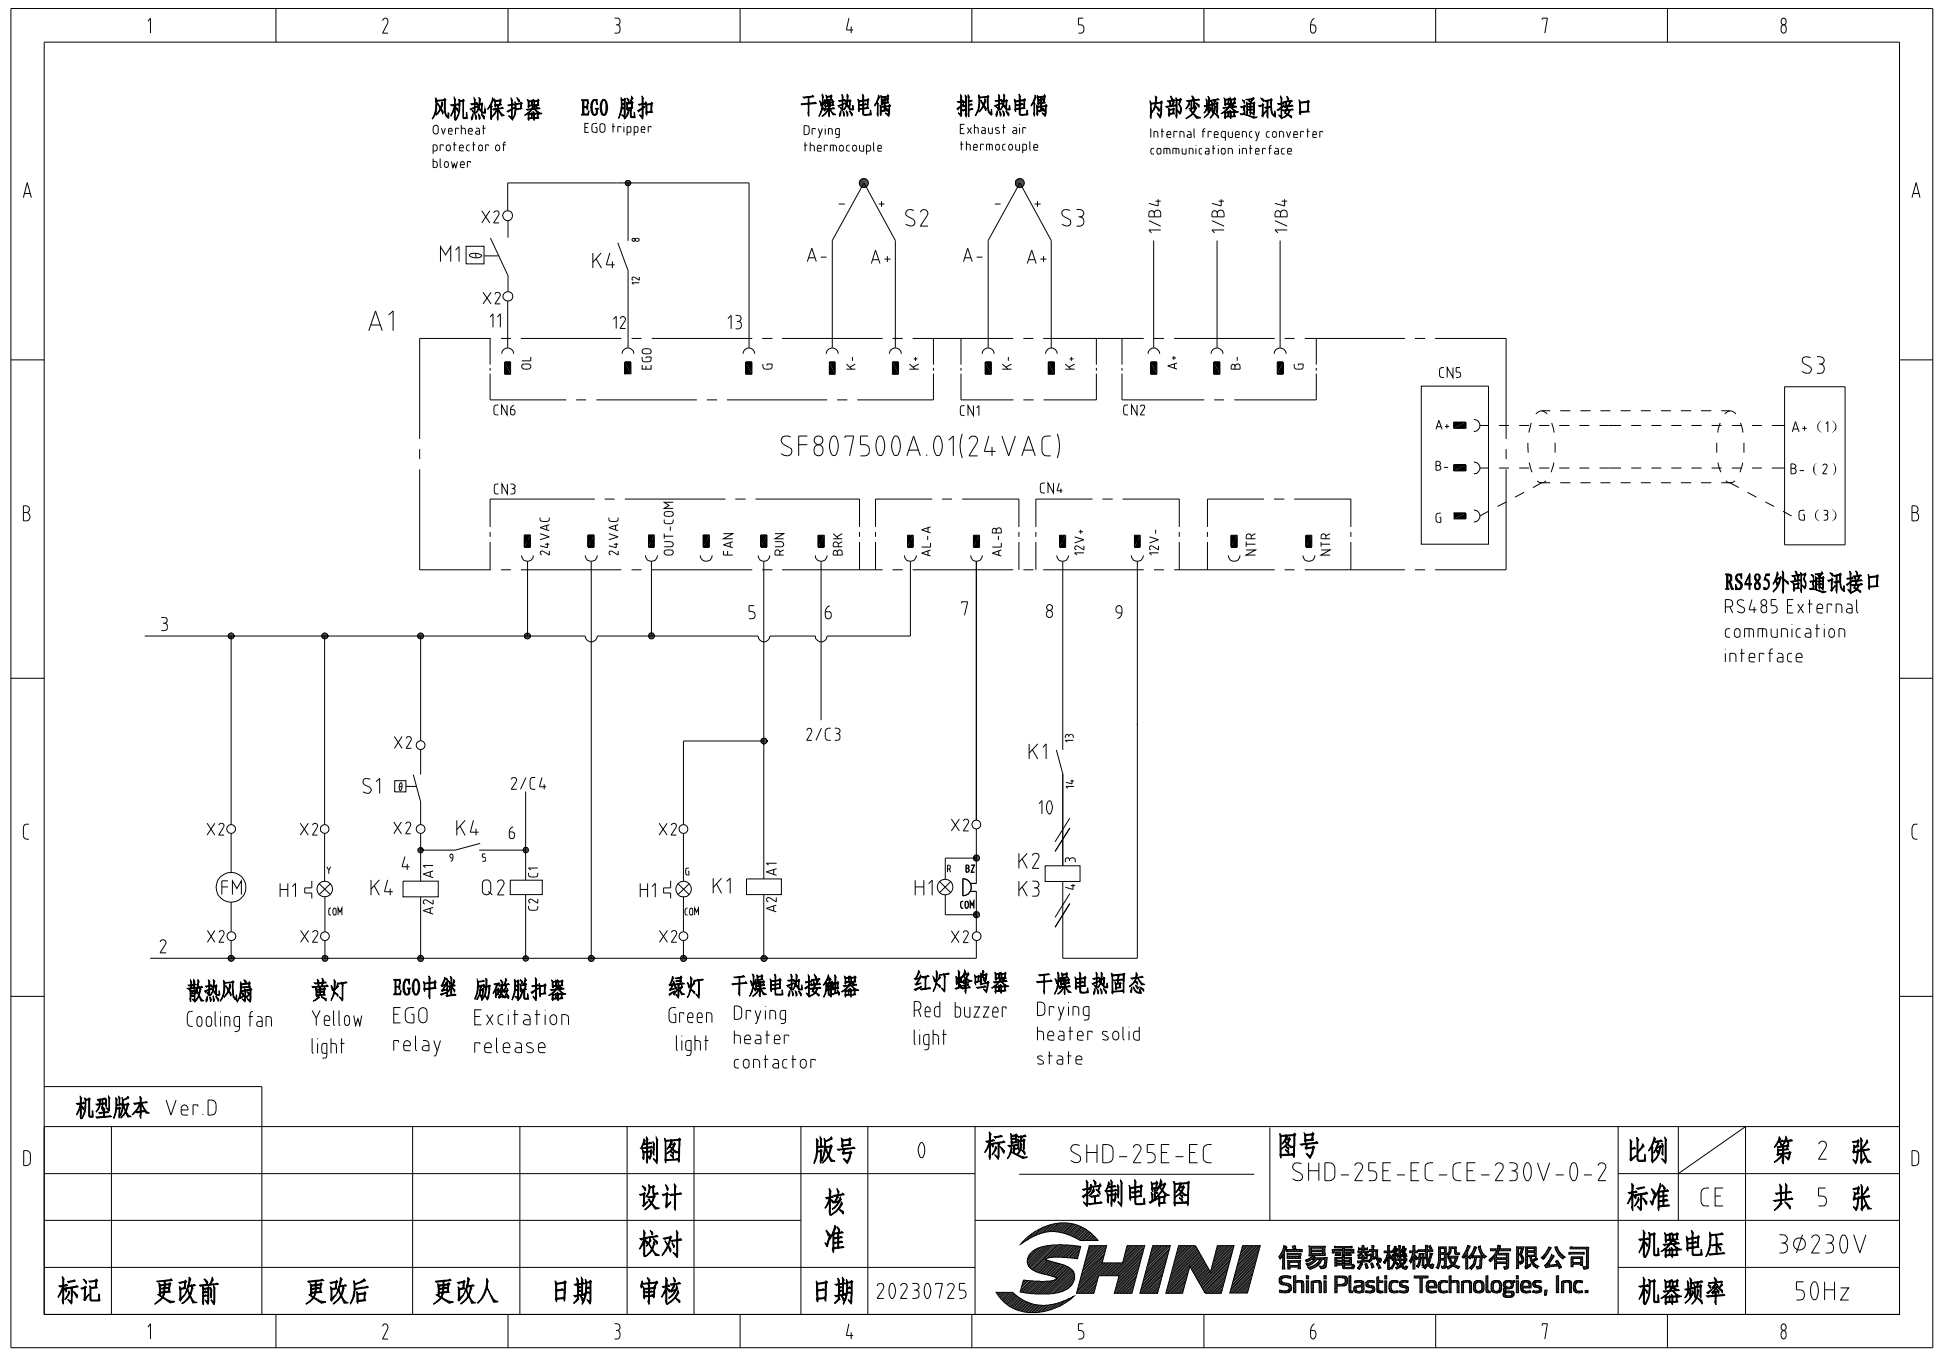 1 2 3 4 5 6 7 8
A
B
C
D
风机热保护器
Overheat
protector of
blower
EGO 脱扣
EGO tripper
干燥热电偶
Drying
thermocouple
排风热电偶
Exhaust air
thermocouple
内部变频器通讯接口
Internal frequency converter
communication interface
X2
M1 θ
X2
11
K4
8
12
12
13
- +
S2
A- A+
- +
S3
A- A+
1/B4 1/B4 1/B4
A1
OL EGO G K- K+
CN6
K- K+
CN1
A+ B- G
CN2
SF807500A.01(24VAC)
CN5
A+
B-
G
S3
A+ (1)
B- (2)
G (3)
RS485外部通讯接口
RS485 External
communication
interface
CN3
24VAC 24VAC OUT-COM FAN RUN BRK
AL-A AL-B
CN4
12V+ 12V-
NTR NTR
3
5 6 7 8 9
2/C3
X2
FM
X2
X2
Y
H1
COM
X2
X2
S1 θ
X2
4
K4
A1
A2
K4
9 5
2/C4
6
Q2
C1
C2
X2
G
H1
COM
X2
K1
A1
A2
X2
R BZ
H1
COM
X2
K1
13
14
10
K2
K3
3
4
2
散热风扇
Cooling fan
黄灯
Yellow
light
EGO中继
EGO
relay
励磁脱扣器
Excitation
release
绿灯
Green
light
干燥电热接触器
Drying
heater
contactor
红灯 蜂鸣器
Red buzzer
light
干燥电热固态
Drying
heater solid
state
机型版本 Ver.D
制图 版号 0
设计 核准
校对
标记 更改前 更改后 更改人 日期 审核 日期 20230725
标题 SHD-25E-EC
控制电路图
图号
SHD-25E-EC-CE-230V-0-2
比例 第 2 张
标准 CE 共 5 张
机器电压 3Φ230V
机器频率 50Hz
SHINI
信易電熱機械股份有限公司
Shini Plastics Technologies, Inc.
A
B
C
D
1 2 3 4 5 6 7 8